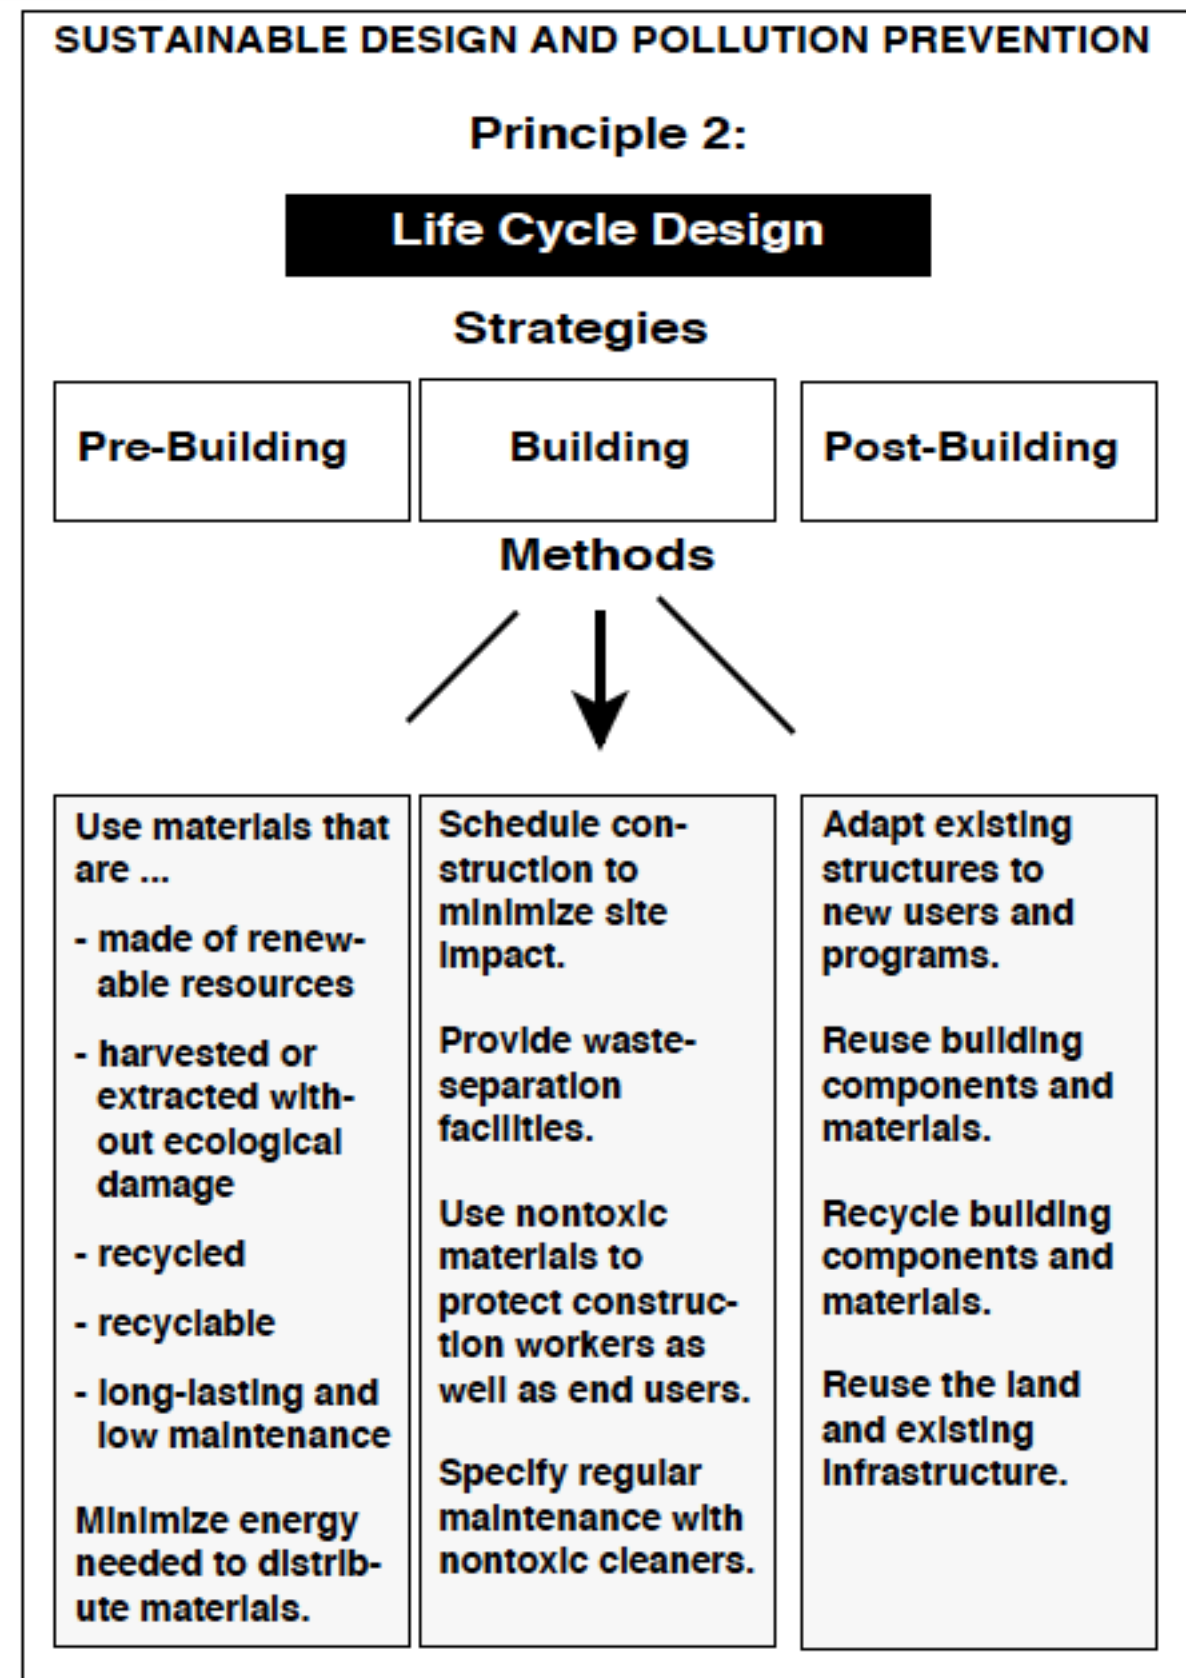 SUSTAINABLE DESIGN AND POLLUTION PREVENTION
Principle 2:
Life Cycle Design
Strategies
Pre-Building
Building
Post-Building
Methods
Use materials that
are ...
- made of renew-
able resources
- harvested or
extracted with-
out ecological
damage
- recycled
- recyclable
- long-lasting and
low maintenance
Minimize energy
needed to distrib-
ute materials.
Schedule con-
struction to
minimize site
impact.
Provide waste-
separation
facilities.
Use nontoxic
materials to
protect construc-
tion workers as
well as end users.
Specify regular
maintenance with
nontoxic cleaners.
Adapt existing
structures to
new users and
programs.
Reuse building
components and
materials.
Recycle building
components and
materials.
Reuse the land
and existing
infrastructure.